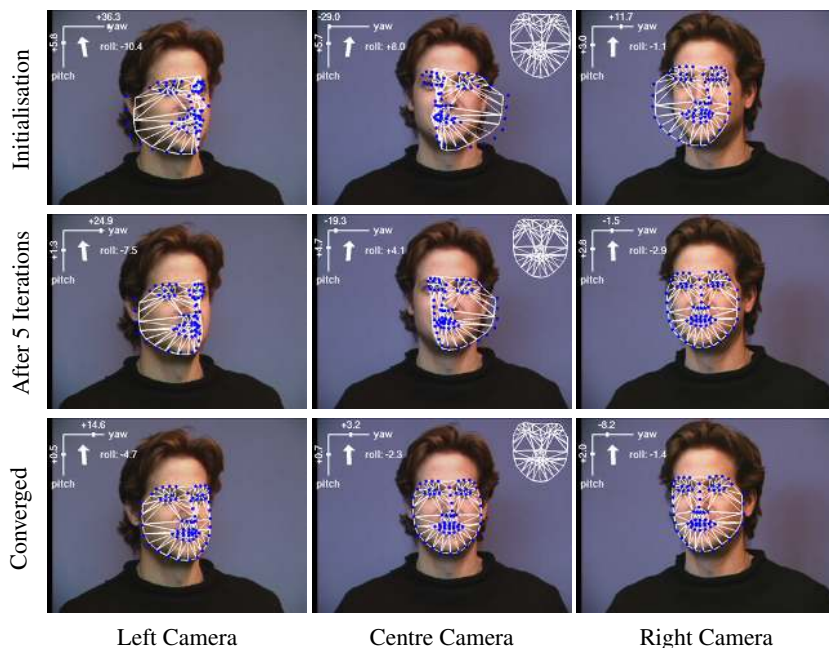 Initialisation
+36.3
yaw
roll: -10.4
+5.8
pitch
-29.0
yaw
roll: +8.0
+5.7
pitch
+11.7
yaw
roll: -1.1
+3.0
pitch
After 5 Iterations
+24.9
yaw
roll: -7.5
+1.3
pitch
-19.3
yaw
roll: +4.1
+4.7
pitch
-1.5
yaw
roll: -2.9
+2.8
pitch
Converged
+14.6
yaw
roll: -4.7
+0.5
pitch
+3.2
yaw
roll: -2.3
+0.7
pitch
-8.2
yaw
roll: -1.4
+2.0
pitch
Left Camera
Centre Camera
Right Camera